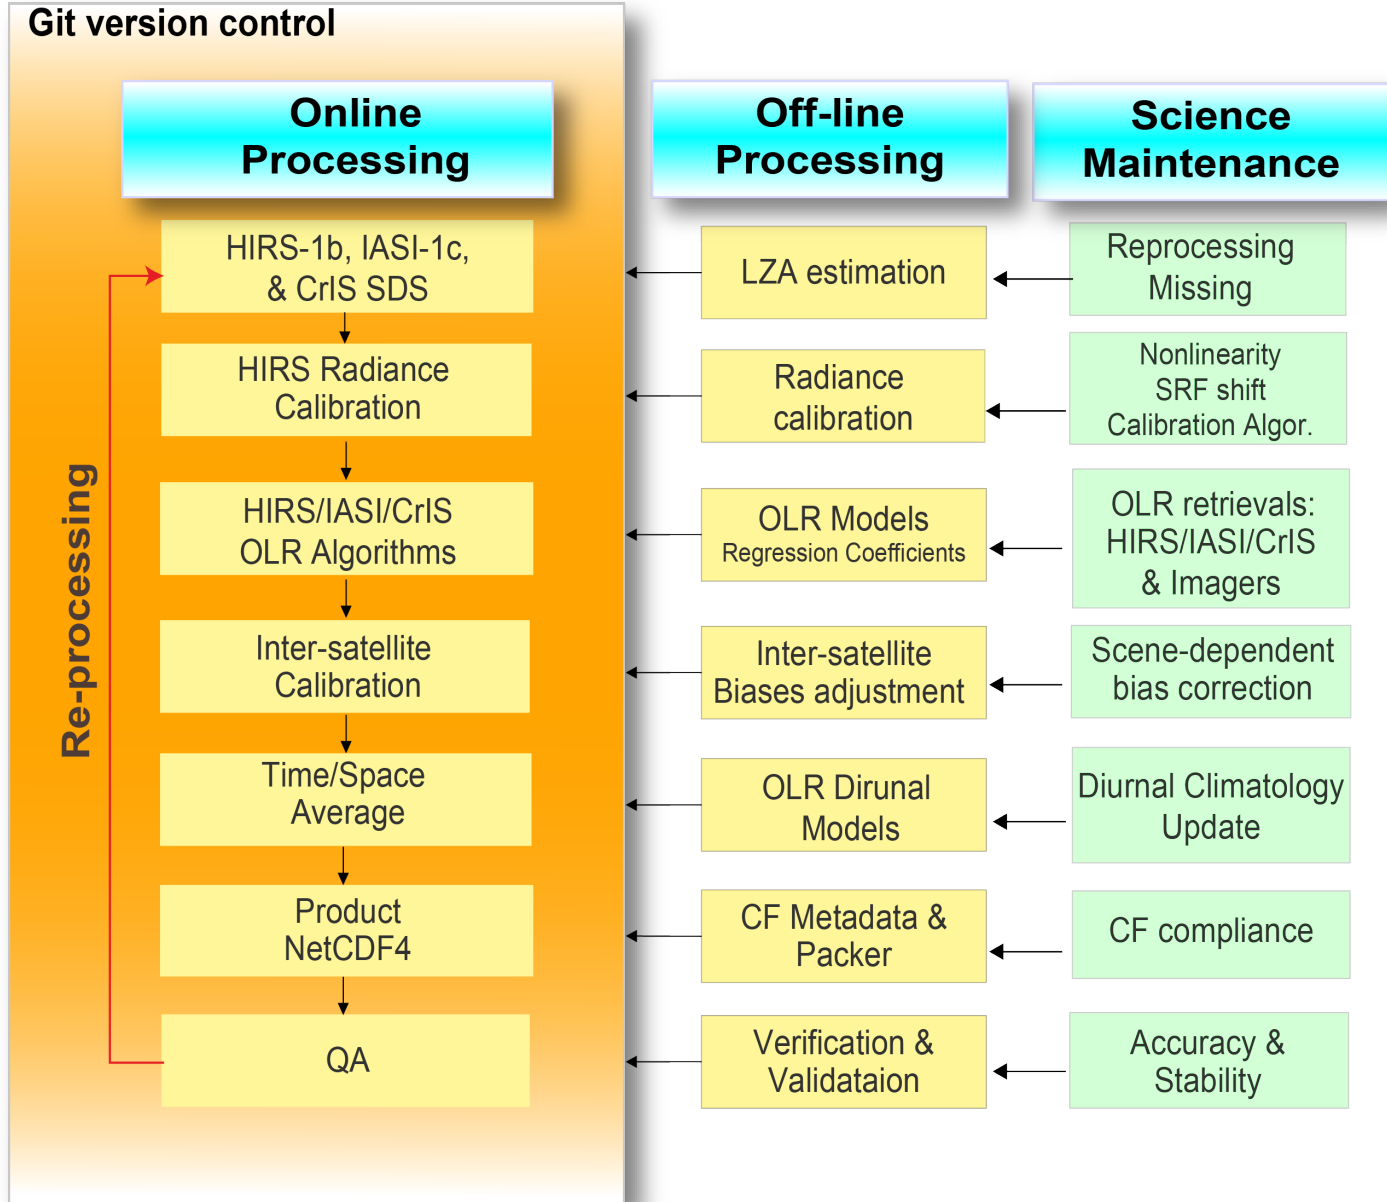 Git version control
Online
Processing
Off-line
Processing
Science
Maintenance
HIRS-1b, IASI-1c,
& CrIS SDS
LZA estimation
Reprocessing
Missing
HIRS Radiance
Calibration
Radiance
calibration
Nonlinearity
SRF shift
Calibration Algor.
HIRS/IASI/CrIS
OLR Algorithms
OLR Models
Regression Coefficients
OLR retrievals:
HIRS/IASI/CrIS
& Imagers
Inter-satellite
Calibration
Inter-satellite
Biases adjustment
Scene-dependent
bias correction
Time/Space
Average
OLR Dirunal
Models
Diurnal Climatology
Update
Product
NetCDF4
CF Metadata &
Packer
CF compliance
QA
Verification &
Validataion
Accuracy &
Stability
Re-processing